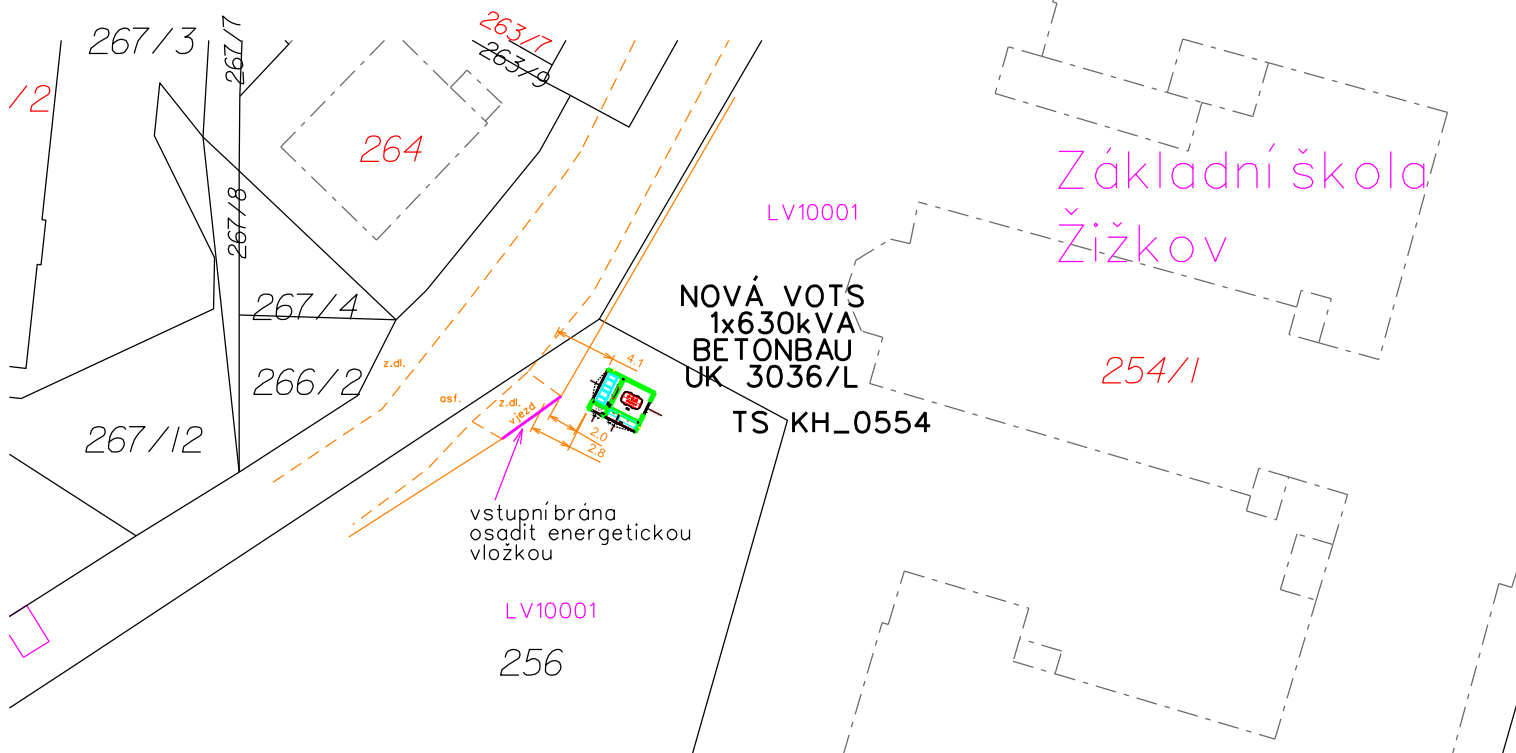 267/3
267/7
263/7
263/9
/2
264
267/8
Základní škola
Žižkov
LV10001
NOVÁ VOTS
1x630kVA
BETONBAU
UK 3036/L
TS KH_0554
267/4
266/2
267/12
z.dl.
osf.
z.dl.
vjezd
4.1
2.0
2.8
254/1
vstupní brána
osadit energetickou
vložkou
LV10001
256